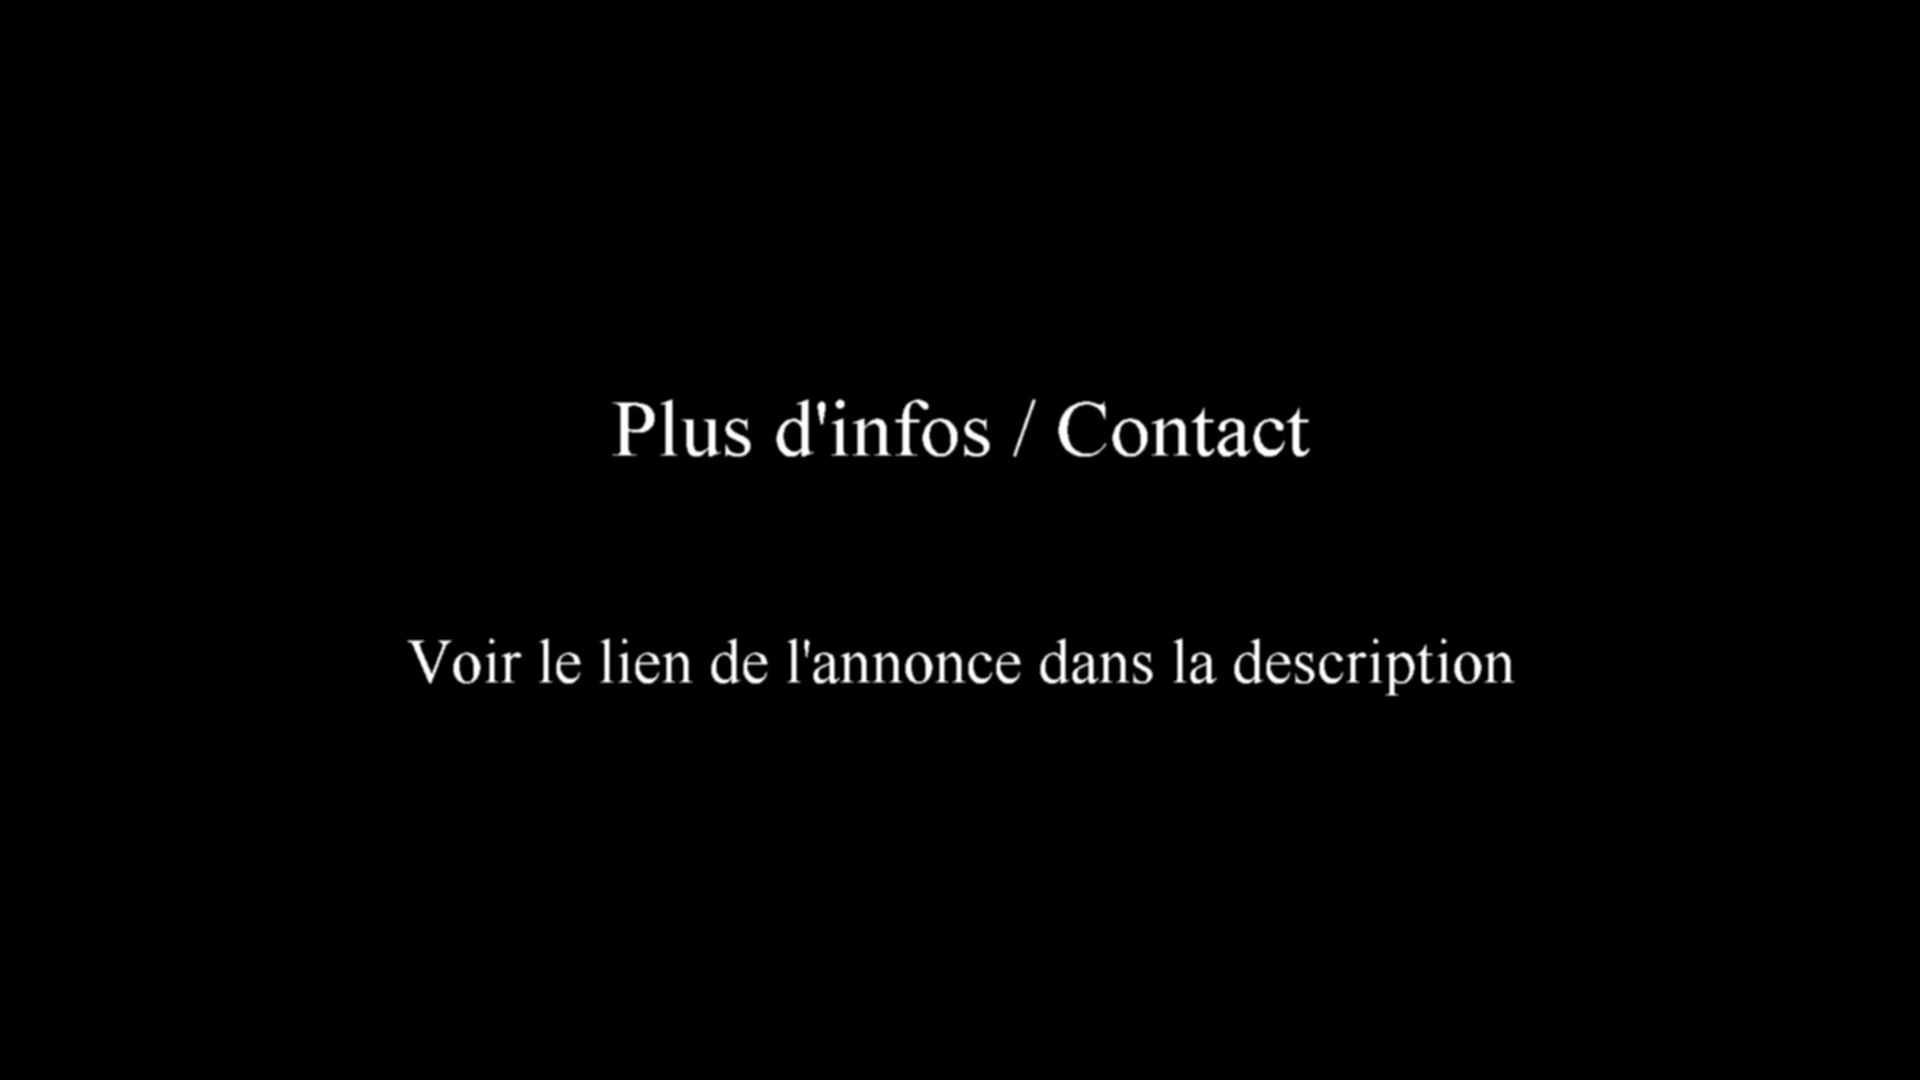 Plus d'infos / Contact
Voir le lien de l'annonce dans la description